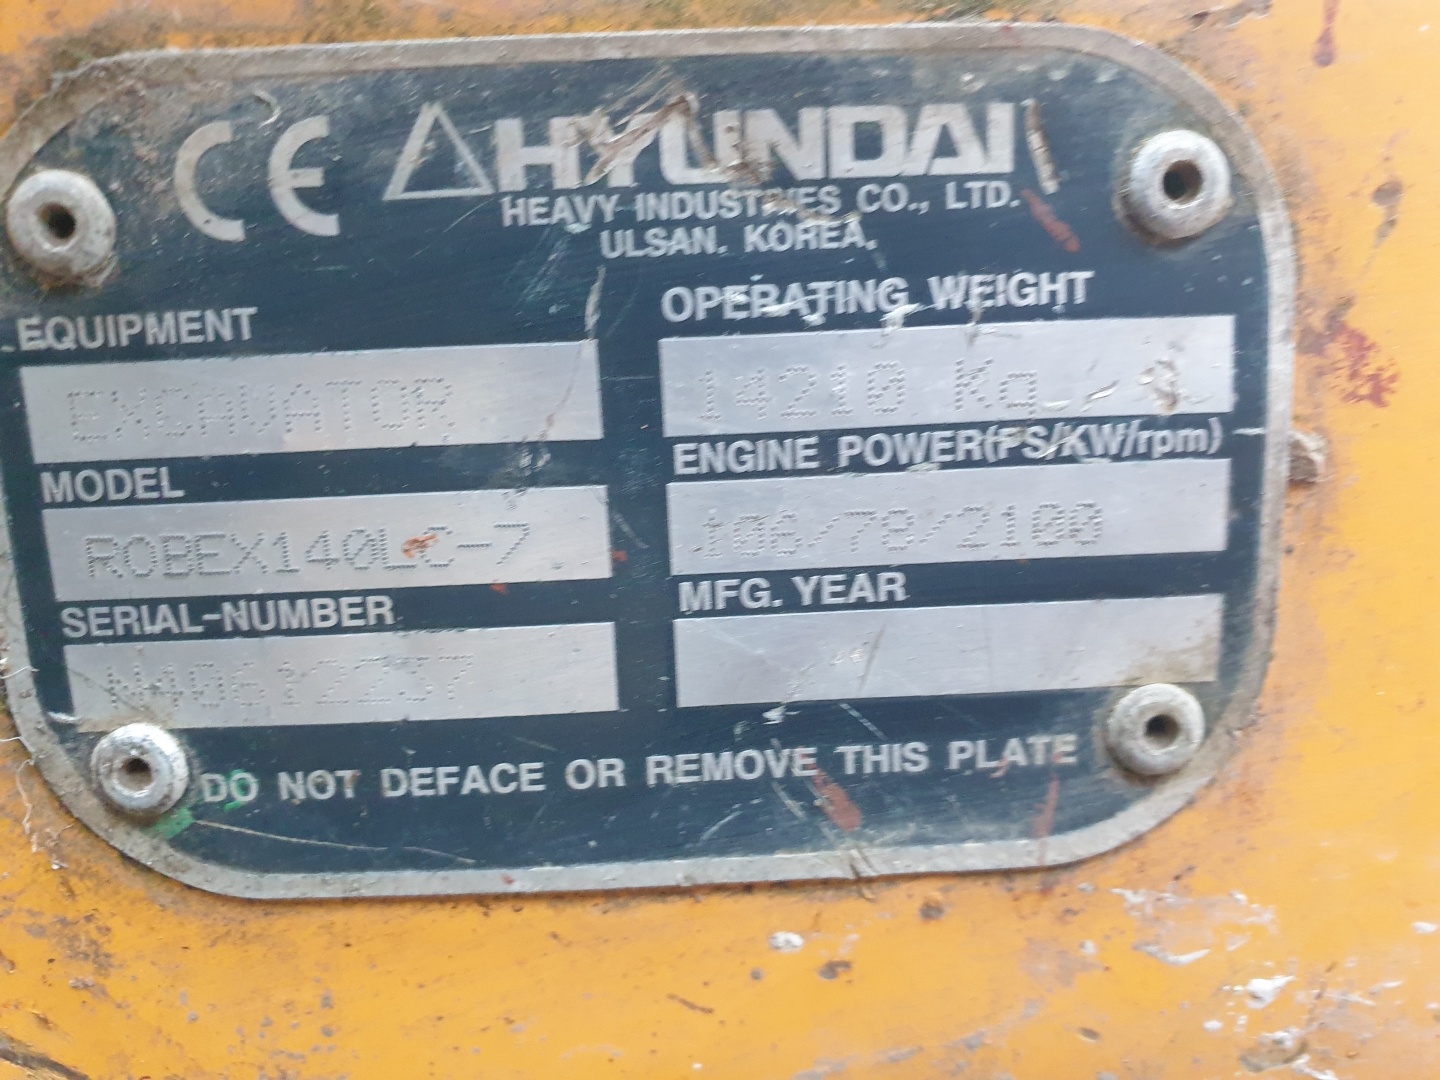 CE HYUNDAI
HEAVY INDUSTRIES CO., LTD.
ULSAN. KOREA.
EQUIPMENT
EXCAVATOR
MODEL
ROBEX140LC-7
SERIAL-NUMBER
N40612237
OPERATING WEIGHT
14210 Kg
ENGINE POWER(PS/KW/rpm)
106/78/2100
MFG. YEAR
DO NOT DEFACE OR REMOVE THIS PLATE